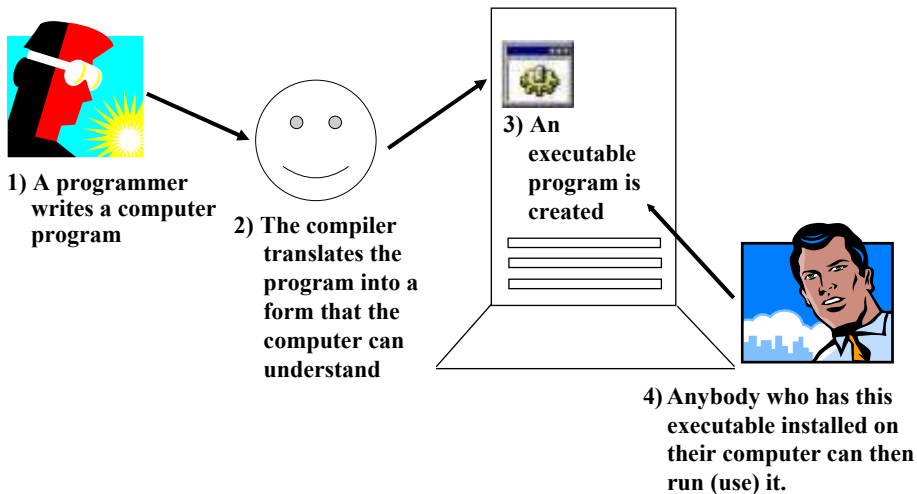 1) A programmer
writes a computer
program
2) The compiler
translates the
program into a
form that the
computer can
understand
3) An
executable
program is
created
4) Anybody who has this
executable installed on
their computer can then
run (use) it.